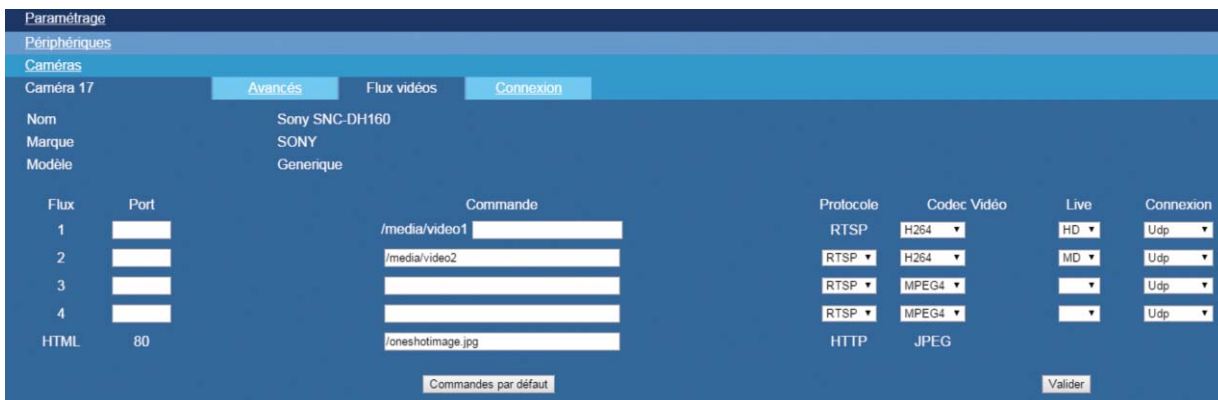 Paramétrage
Périphériques
Caméras
Caméra 17 Avancés Flux vidéos Connexion
Nom Sony SNC-DH160
Marque SONY
Modèle Generique
Flux Port Commande Protocole Codec Vidéo Live Connexion
1 /media/video1 RTSP H264 HD Udp
2 /media/video2 RTSP H264 MD Udp
3 RTSP MPEG4 Udp
4 RTSP MPEG4 Udp
HTML 80 /oneshotimage.jpg HTTP JPEG
Commandes par défaut Valider